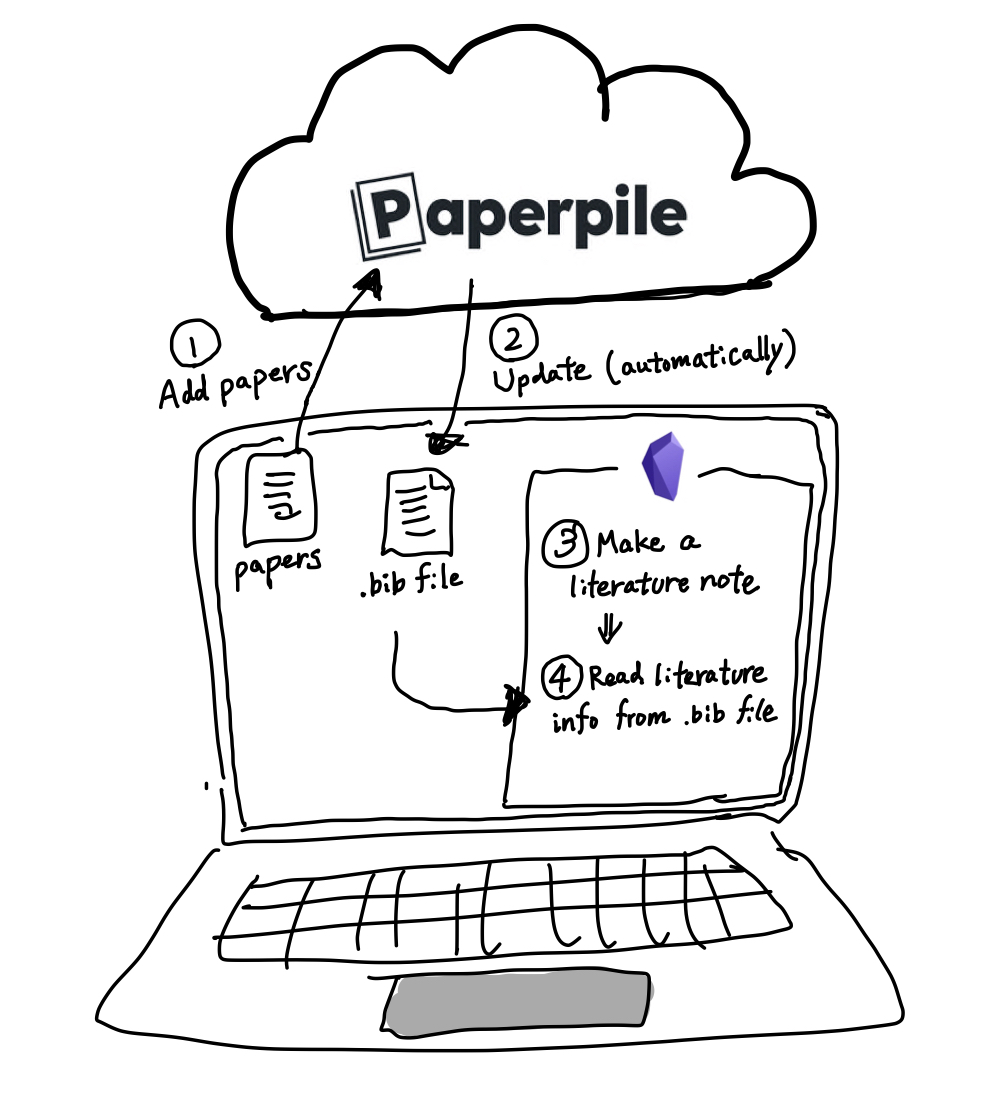 Paperpile
1
Add papers
2
Update (automatically)
papers
.bib file
3 Make a
literature note
⇓
4 Read literature
info from .bib file